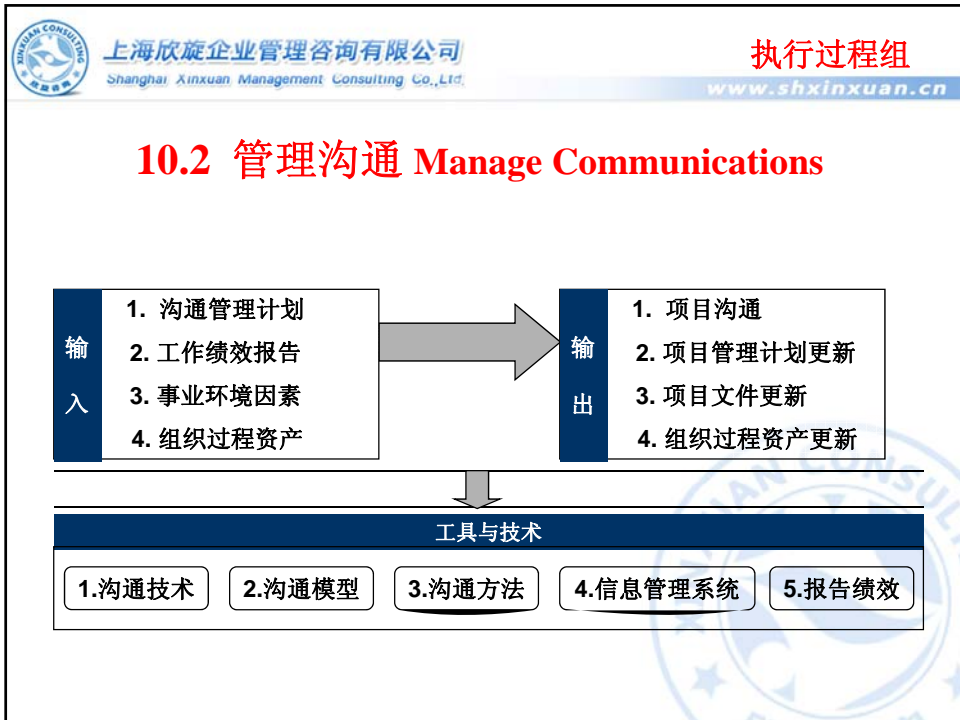 XINXUAN CONSULTING
欣旋咨询
上海欣旋企业管理咨询有限公司
Shanghai Xinxuan Management Consulting Co.,Ltd.
执行过程组
www.shxinxuan.cn
10.2 管理沟通 Manage Communications
输入
1. 沟通管理计划
2. 工作绩效报告
3. 事业环境因素
4. 组织过程资产
输出
1. 项目沟通
2. 项目管理计划更新
3. 项目文件更新
4. 组织过程资产更新
工具与技术
1.沟通技术
2.沟通模型
3.沟通方法
4.信息管理系统
5.报告绩效